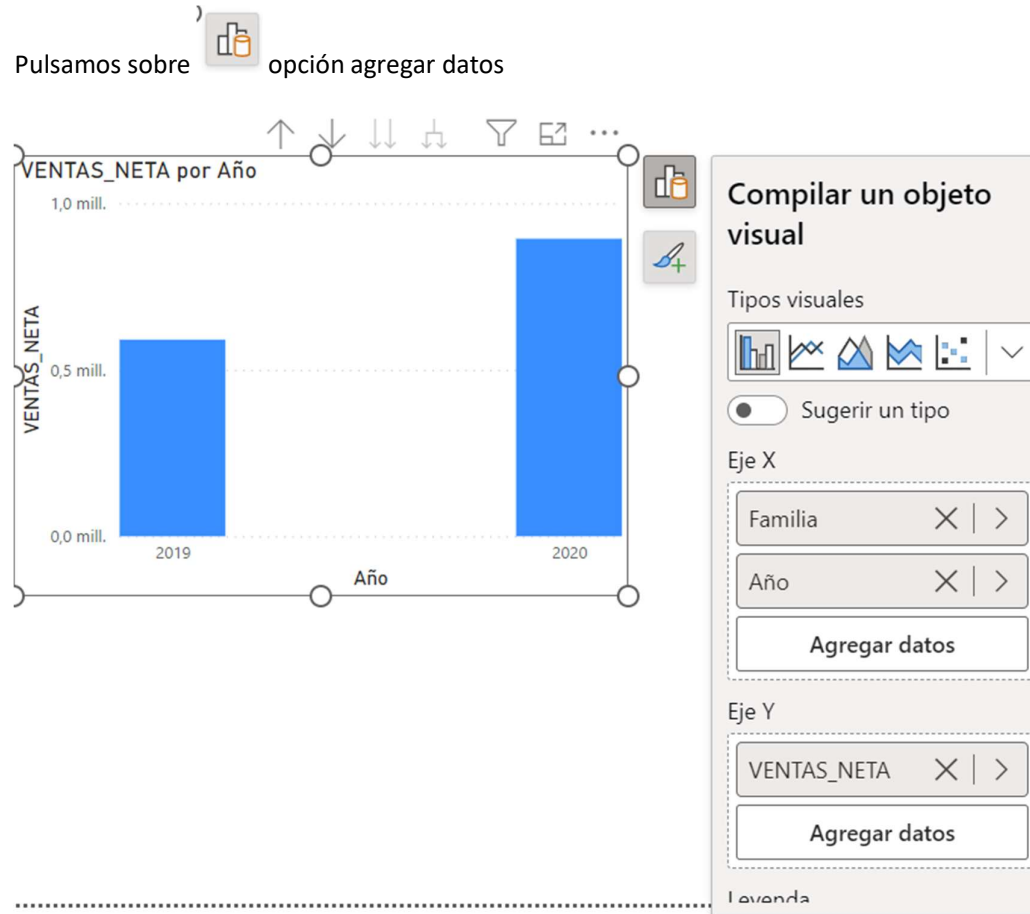 Pulsamos sobre opción agregar datos
VENTAS_NETA por Año
1,0 mill.
0,5 mill.
0,0 mill.
VENTAS_NETA
2019
2020
Año
Compilar un objeto
visual
Tipos visuales
Sugerir un tipo
Eje X
Familia
Año
Agregar datos
Eje Y
VENTAS_NETA
Agregar datos
Leyenda